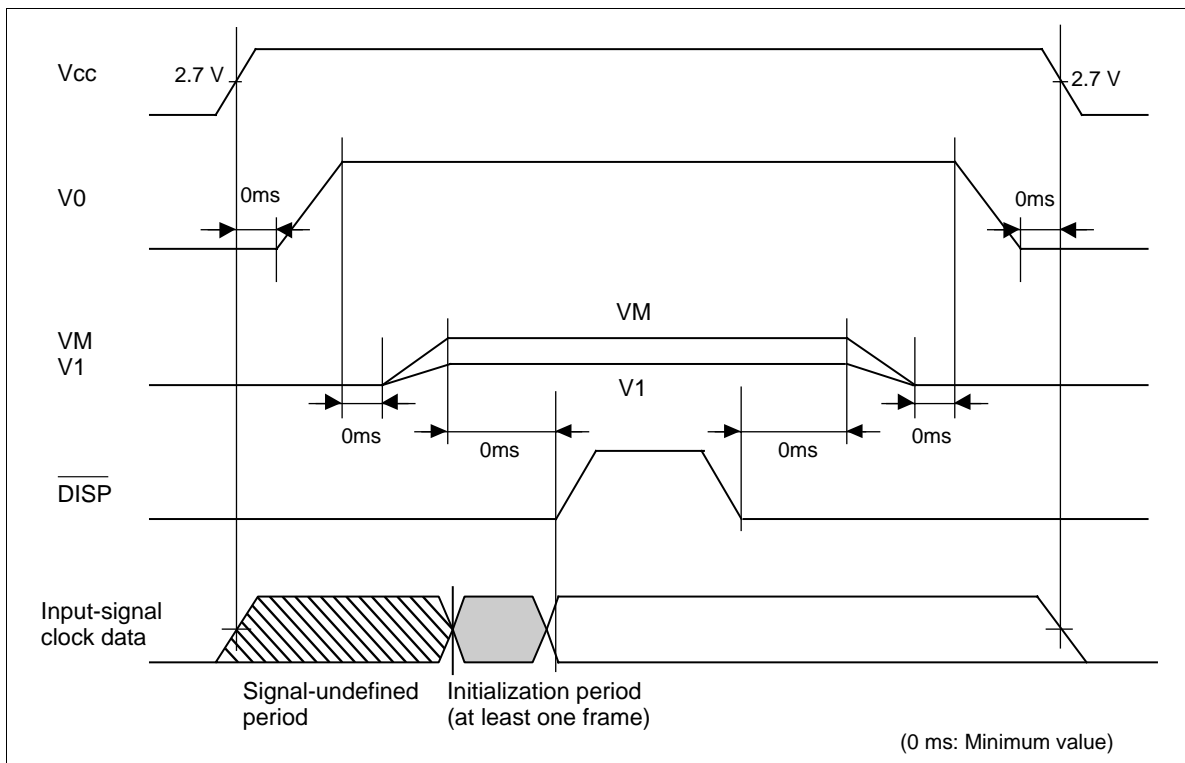 Vcc
2.7 V
2.7 V
V0
0ms
0ms
VM
V1
VM
V1
0ms
0ms
0ms
0ms
DISP
Input-signal
clock data
Signal-undefined
period
Initialization period
(at least one frame)
(0 ms: Minimum value)